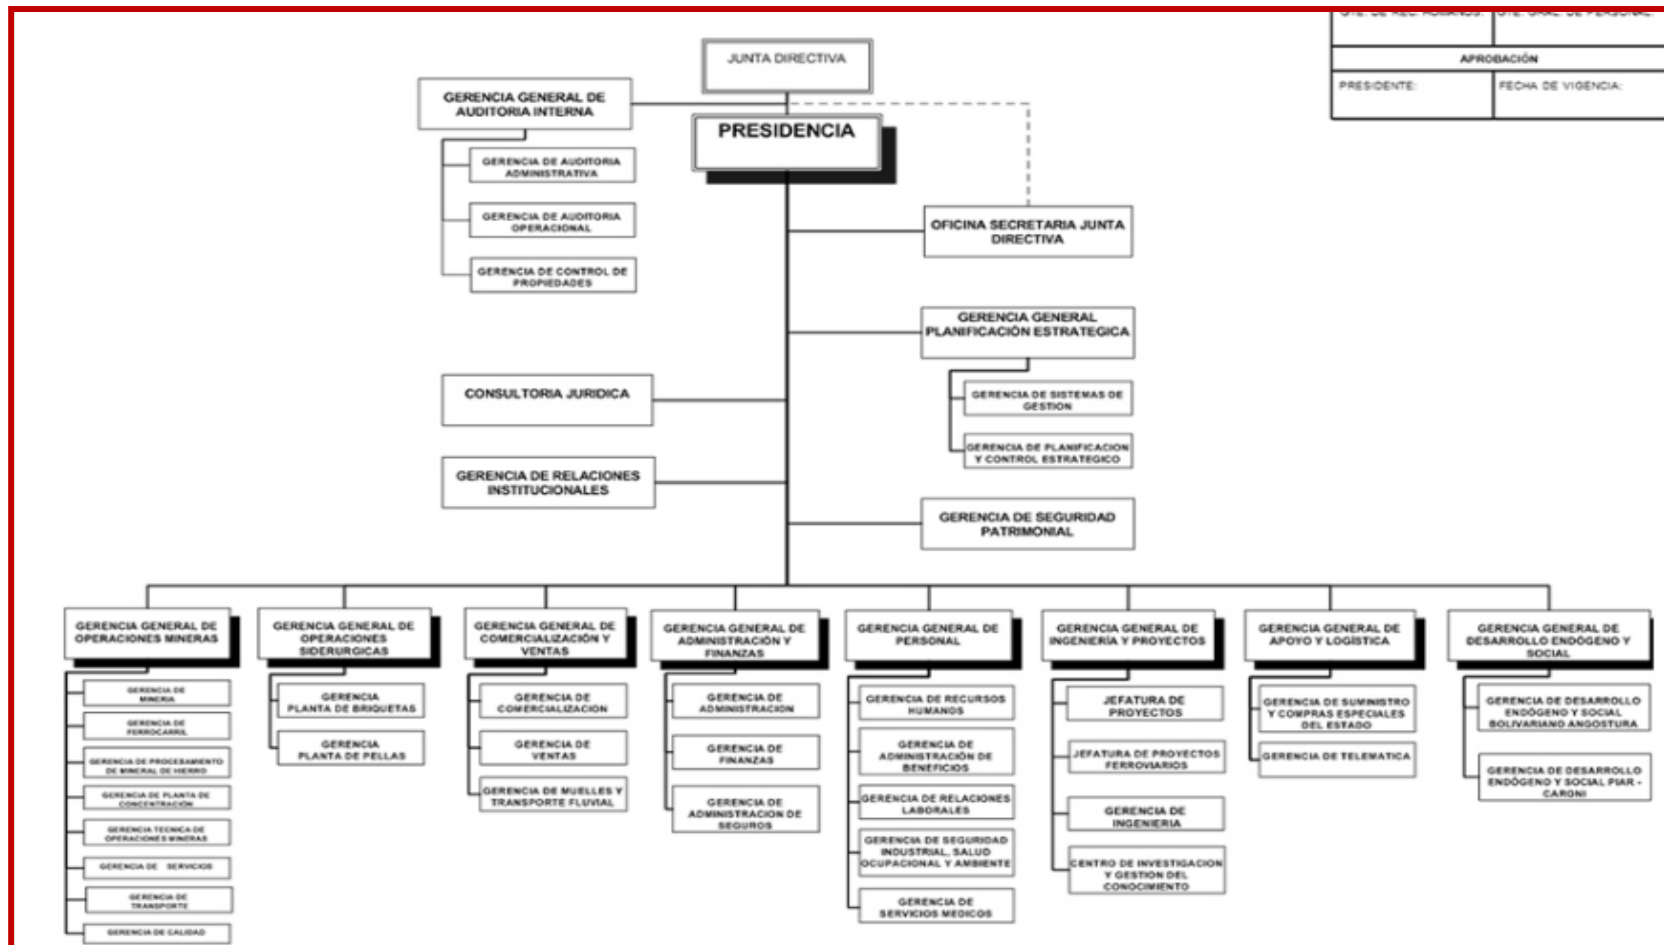 JUNTA DIRECTIVA
GERENCIA GENERAL DE
AUDITORIA INTERNA
PRESIDENCIA
APROBACIÓN
PRESIDENTE:
FECHA DE VIGENCIA:
GERENCIA DE AUDITORIA
ADMINISTRATIVA
GERENCIA DE AUDITORIA
OPERACIONAL
GERENCIA DE CONTROL DE
PROPIEDADES
OFICINA SECRETARIA JUNTA
DIRECTIVA
GERENCIA GENERAL
PLANIFICACIÓN ESTRATEGICA
GERENCIA DE SISTEMAS DE
GESTION
GERENCIA DE PLANIFICACION
Y CONTROL ESTRATEGICO
CONSULTORIA JURIDICA
GERENCIA DE RELACIONES
INSTITUCIONALES
GERENCIA DE SEGURIDAD
PATRIMONIAL
GERENCIA GENERAL DE
OPERACIONES MINERAS
GERENCIA DE
MINERIA
GERENCIA DE
FERROCARRIL
GERENCIA DE PROCESAMIENTO
DE MINERAL DE HIERRO
GERENCIA DE PLANTA DE
CONCENTRACIÓN
GERENCIA TECNICA DE
OPERACIONES MINERAS
GERENCIA DE SERVICIOS
GERENCIA DE
TRANSPORTE
GERENCIA DE CALIDAD
GERENCIA GENERAL DE
OPERACIONES
SIDERURGICAS
GERENCIA
PLANTA DE BRIQUETAS
GERENCIA
PLANTA DE PELLAS
GERENCIA GENERAL DE
COMERCIALIZACIÓN Y
VENTAS
GERENCIA DE
COMERCIALIZACION
GERENCIA DE
VENTAS
GERENCIA DE MUELLES Y
TRANSPORTE FLUVIAL
GERENCIA GENERAL DE
ADMINISTRACIÓN Y
FINANZAS
GERENCIA DE
ADMINISTRACION
GERENCIA DE
FINANZAS
GERENCIA DE
ADMINISTRACION DE
SEGUROS
GERENCIA GENERAL DE
PERSONAL
GERENCIA DE RECURSOS
HUMANOS
GERENCIA DE
ADMINISTRACIÓN DE
BENEFICIOS
GERENCIA DE RELACIONES
LABORALES
GERENCIA DE SEGURIDAD
INDUSTRIAL, SALUD
OCUPACIONAL Y AMBIENTE
GERENCIA DE
SERVICIOS MEDICOS
GERENCIA GENERAL DE
INGENIERÍA Y PROYECTOS
JEFATURA DE
PROYECTOS
JEFATURA DE PROYECTOS
FERROVIARIOS
GERENCIA DE
INGENIERIA
CENTRO DE INVESTIGACION
Y GESTION DEL
CONOCIMIENTO
GERENCIA GENERAL DE
APOYO Y LOGÍSTICA
GERENCIA DE SUMINISTRO
Y COMPRAS ESPECIALES
DEL ESTADO
GERENCIA DE TELEMATICA
GERENCIA GENERAL DE
DESARROLLO ENDÓGENO Y
SOCIAL
GERENCIA DE DESARROLLO
ENDÓGENO Y SOCIAL
BOLIVARIANO ANGOSTURA
GERENCIA DE DESARROLLO
ENDÓGENO Y SOCIAL PIAR -
CARONI